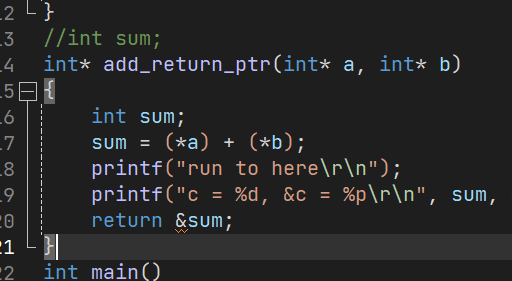 12 }
13 //int sum;
14 int* add_return_ptr(int* a, int* b)
15 {
16 int sum;
17 sum = (*a) + (*b);
18 printf("run to here\r\n");
19 printf("c = %d, &c = %p\r\n", sum,
20 return &sum;
21 }
22 int main()